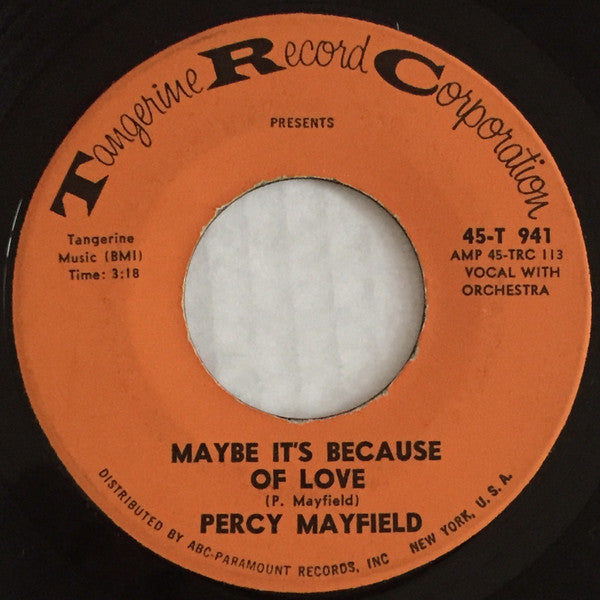 Tangerine Record Corporation
PRESENTS
Tangerine
Music (BMI)
Time: 3:18
45-T 941
AMP 45-TRC 113
VOCAL WITH
ORCHESTRA
MAYBE IT'S BECAUSE
OF LOVE
(P. Mayfield)
PERCY MAYFIELD
DISTRIBUTED BY ABC-PARAMOUNT RECORDS, INC NEW YORK, U. S. A.